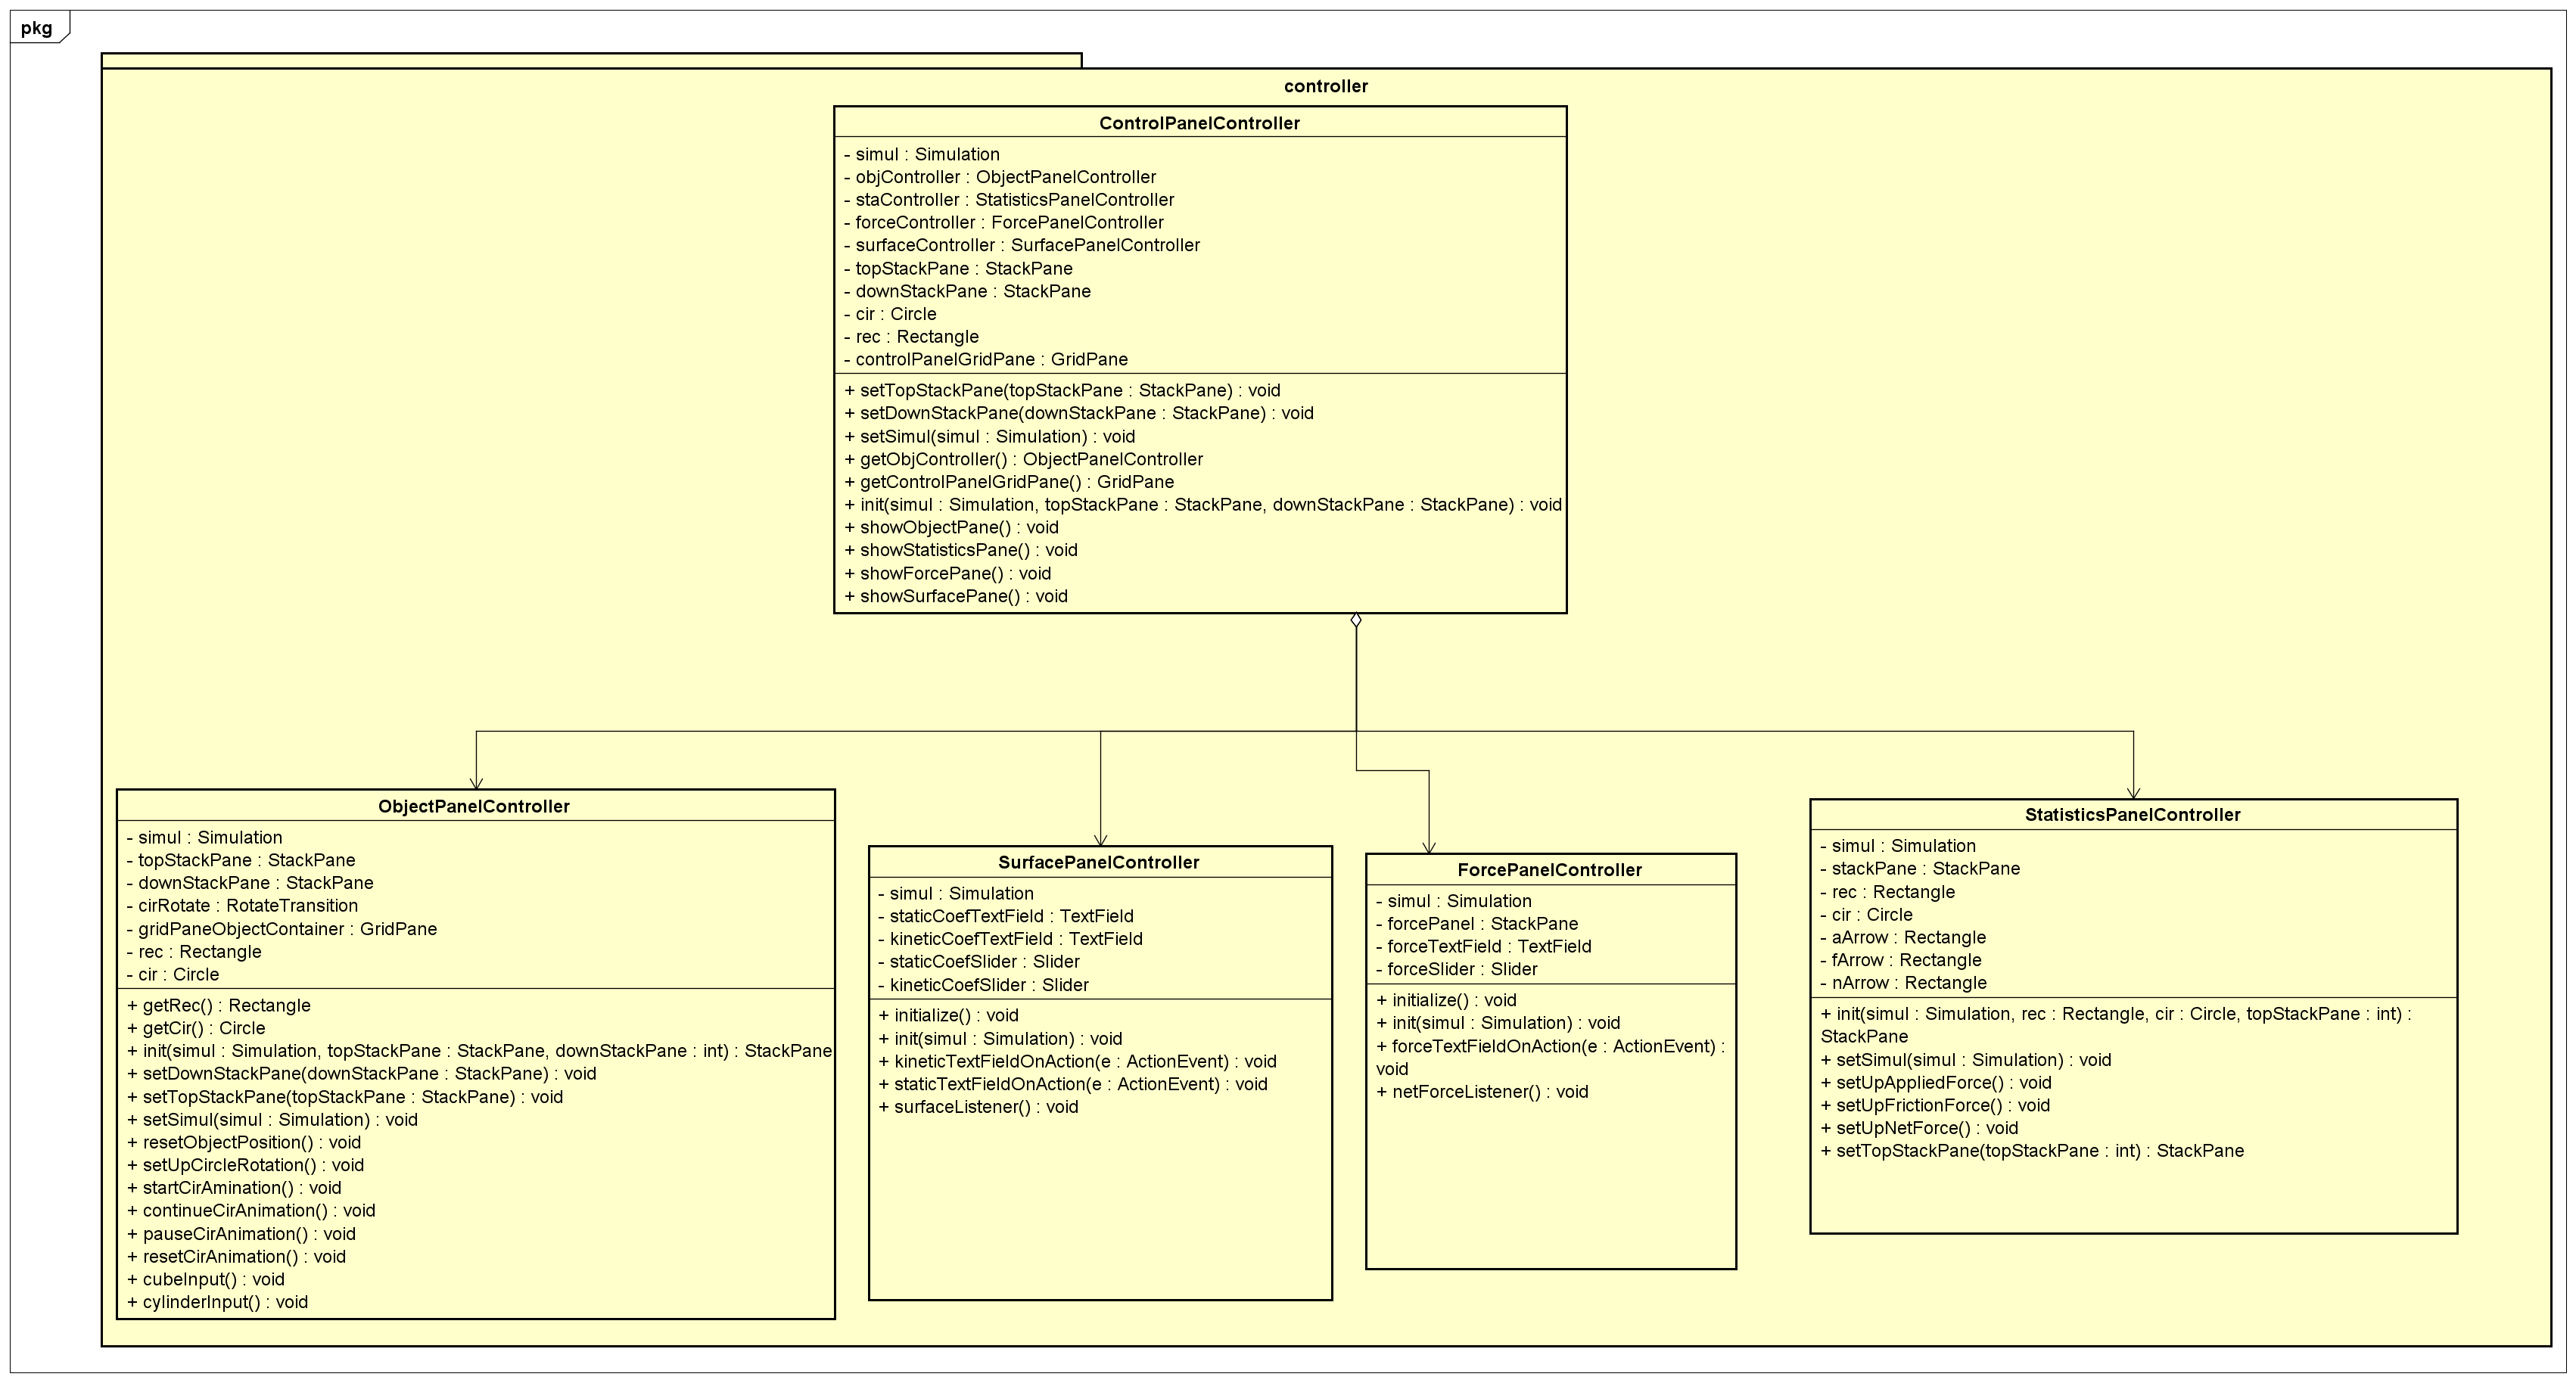 pkg
controller
ControlPanelController
- simul : Simulation
- objController : ObjectPanelController
- staController : StatisticsPanelController
- forceController : ForcePanelController
- surfaceController : SurfacePanelController
- topStackPane : StackPane
- downStackPane : StackPane
- cir : Circle
- rec : Rectangle
- controlPanelGridPane : GridPane
+ setTopStackPane(topStackPane : StackPane) : void
+ setDownStackPane(downStackPane : StackPane) : void
+ setSimul(simul : Simulation) : void
+ getObjController() : ObjectPanelController
+ getControlPanelGridPane() : GridPane
+ init(simul : Simulation, topStackPane : StackPane, downStackPane : StackPane) : void
+ showObjectPane() : void
+ showStatisticsPane() : void
+ showForcePane() : void
+ showSurfacePane() : void
ObjectPanelController
- simul : Simulation
- topStackPane : StackPane
- downStackPane : StackPane
- cirRotate : RotateTransition
- gridPaneObjectContainer : GridPane
- rec : Rectangle
- cir : Circle
+ getRec() : Rectangle
+ getCir() : Circle
+ init(simul : Simulation, topStackPane : StackPane, downStackPane : int) : StackPane
+ setDownStackPane(downStackPane : StackPane) : void
+ setTopStackPane(topStackPane : StackPane) : void
+ setSimul(simul : Simulation) : void
+ resetObjectPosition() : void
+ setUpCircleRotation() : void
+ startCirAmination() : void
+ continueCirAnimation() : void
+ pauseCirAnimation() : void
+ resetCirAnimation() : void
+ cubeInput() : void
+ cylinderInput() : void
SurfacePanelController
- simul : Simulation
- staticCoefTextField : TextField
- kineticCoefTextField : TextField
- staticCoefSlider : Slider
- kineticCoefSlider : Slider
+ initialize() : void
+ init(simul : Simulation) : void
+ kineticTextFieldOnAction(e : ActionEvent) : void
+ staticTextFieldOnAction(e : ActionEvent) : void
+ surfaceListener() : void
ForcePanelController
- simul : Simulation
- forcePanel : StackPane
- forceTextField : TextField
- forceSlider : Slider
+ initialize() : void
+ init(simul : Simulation) : void
+ forceTextFieldOnAction(e : ActionEvent) :
void
+ netForceListener() : void
StatisticsPanelController
- simul : Simulation
- stackPane : StackPane
- rec : Rectangle
- cir : Circle
- aArrow : Rectangle
- fArrow : Rectangle
- nArrow : Rectangle
+ init(simul : Simulation, rec : Rectangle, cir : Circle, topStackPane : int) :
StackPane
+ setSimul(simul : Simulation) : void
+ setUpAppliedForce() : void
+ setUpFrictionForce() : void
+ setUpNetForce() : void
+ setTopStackPane(topStackPane : int) : StackPane